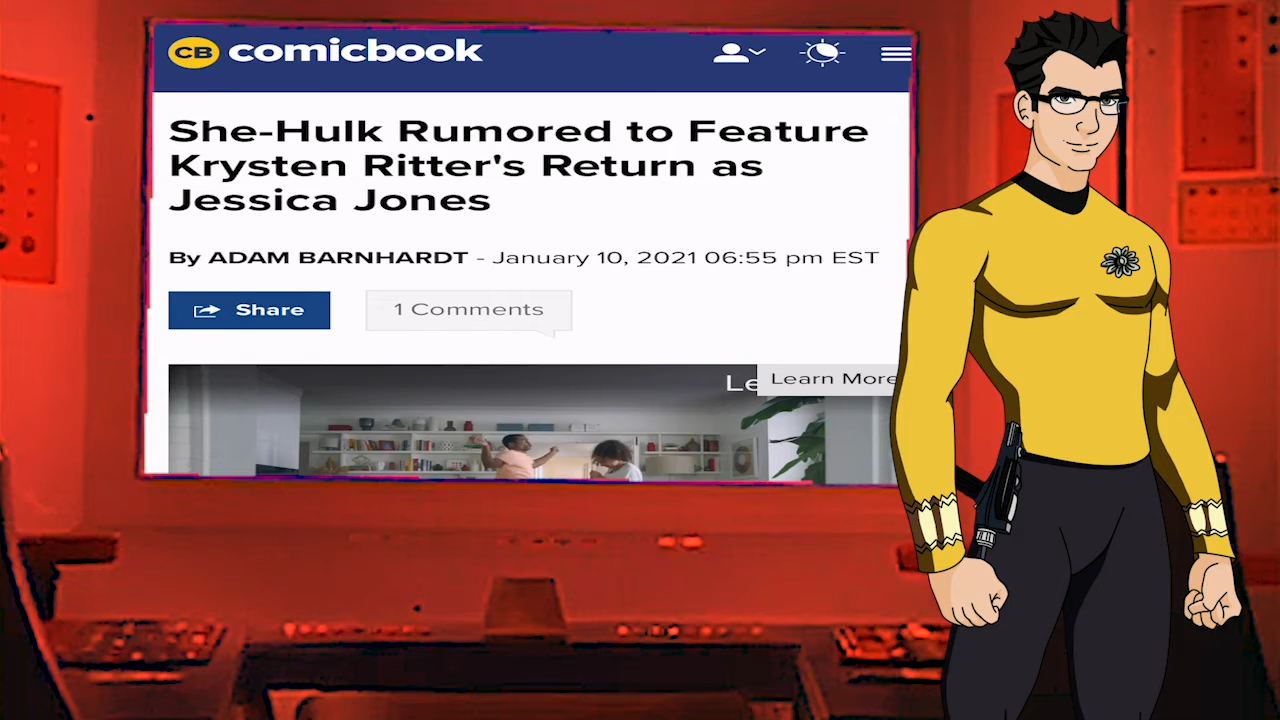 CB comicbook
She-Hulk Rumored to Feature
Krysten Ritter's Return as
Jessica Jones
By ADAM BARNHARDT - January 10, 2021 06:55 pm EST
Share
1 Comments
Le
Learn More